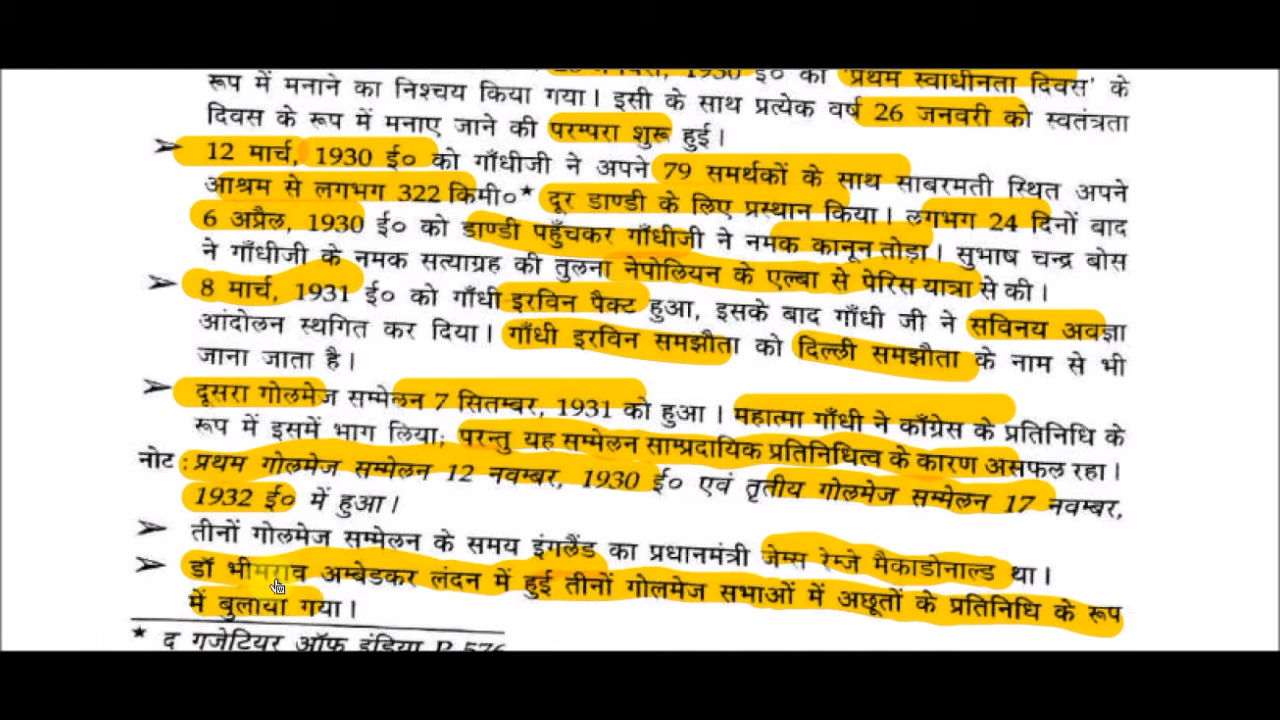 1930 ई० को 'प्रथम स्वाधीनता दिवस' के
रूप में मनाने का निश्चय किया गया। इसी के साथ प्रत्येक वर्ष 26 जनवरी को स्वतंत्रता
दिवस के रूप में मनाए जाने की परम्परा शुरू हुई।
➢ 12 मार्च, 1930 ई० को गाँधीजी ने अपने 79 समर्थकों के साथ साबरमती स्थित अपने
आश्रम से लगभग 322 किमी०* दूर डाण्डी के लिए प्रस्थान किया। लगभग 24 दिनों बाद
6 अप्रैल, 1930 ई० को डाण्डी पहुँचकर गाँधीजी ने नमक कानून तोड़ा। सुभाष चन्द्र बोस
ने गाँधीजी के नमक सत्याग्रह की तुलना नेपोलियन के एल्बा से पेरिस यात्रा से की।
➢ 8 मार्च, 1931 ई० को गाँधी इरविन पैक्ट हुआ, इसके बाद गाँधी जी ने सविनय अवज्ञा
आंदोलन स्थगित कर दिया। गाँधी इरविन समझौता को दिल्ली समझौता के नाम से भी
जाना जाता है।
➢ दूसरा गोलमेज सम्मेलन 7 सितम्बर, 1931 को हुआ। महात्मा गाँधी ने काँग्रेस के प्रतिनिधि के
रूप में इसमें भाग लिया; परन्तु यह सम्मेलन साम्प्रदायिक प्रतिनिधित्व के कारण असफल रहा।
नोट : प्रथम गोलमेज सम्मेलन 12 नवम्बर, 1930 ई० एवं तृतीय गोलमेज सम्मेलन 17 नवम्बर,
1932 ई० में हुआ।
➢ तीनों गोलमेज सम्मेलन के समय इंगलैंड का प्रधानमंत्री जेम्स रेम्जे मैकाडोनाल्ड था।
➢ डॉ भीमराव अम्बेडकर लंदन में हुई तीनों गोलमेज सभाओं में अछूतों के प्रतिनिधि के रूप
में बुलाया गया।
* द गजेटियर ऑफ इंडिया P.576